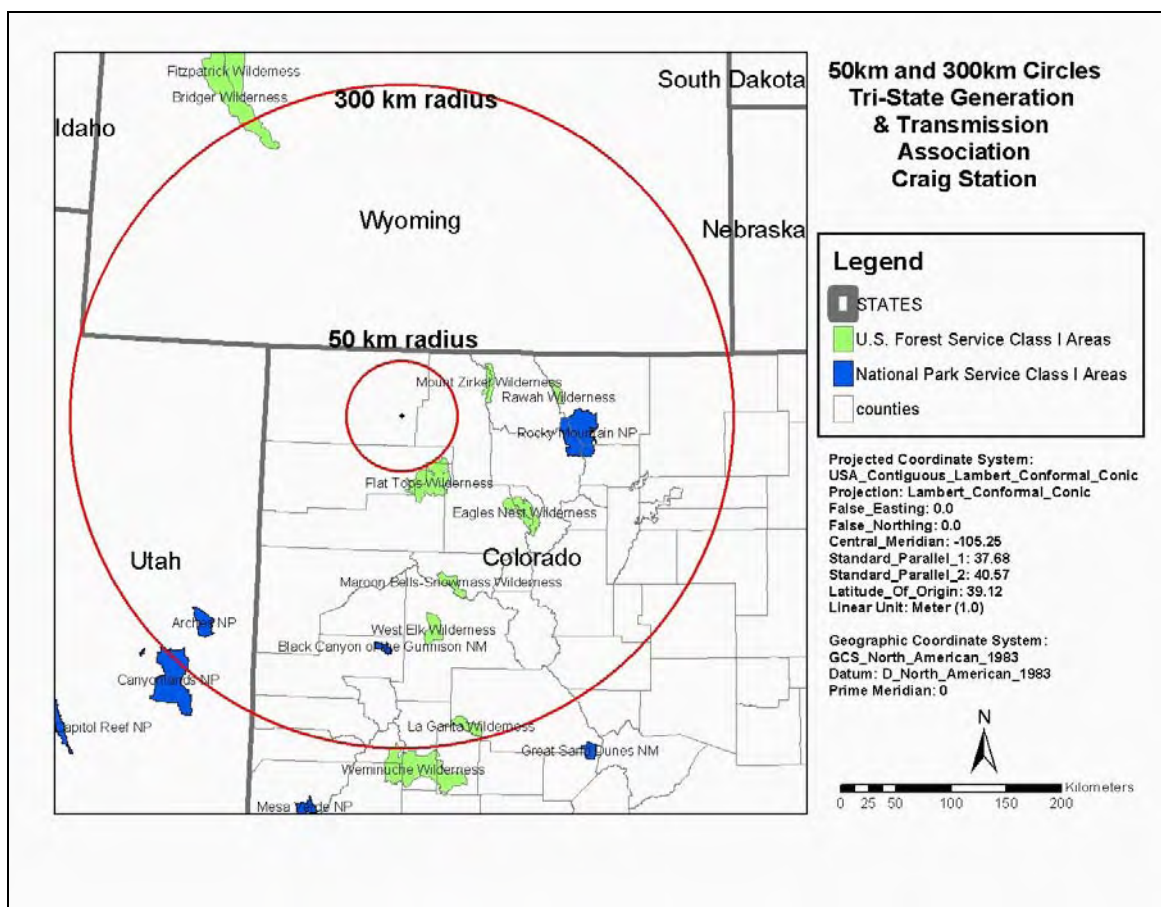 Fitzpatrick Wilderness
Bridger Wilderness
South Dakota
300 km radius
Idaho
Wyoming
Nebraska
50 km radius
Mount Zirkel Wilderness
Rawah Wilderness
Rocky Mountain NP
Flat Tops Wilderness
Eagles Nest Wilderness
Utah
Colorado
Maroon Bells-Snowmass Wilderness
Arches NP
West Elk Wilderness
Black Canyon of the Gunnison NM
Canyonlands NP
Capitol Reef NP
La Garita Wilderness
Great Sand Dunes NM
Weminuche Wilderness
Mesa Verde NP
50km and 300km Circles
Tri-State Generation
& Transmission
Association
Craig Station
Legend
STATES
U.S. Forest Service Class I Areas
National Park Service Class I Areas
counties
Projected Coordinate System:
USA_Contiguous_Lambert_Conformal_Conic
Projection: Lambert_Conformal_Conic
False_Easting: 0.0
False_Northing: 0.0
Central_Meridian: -105.25
Standard_Parallel_1: 37.68
Standard_Parallel_2: 40.57
Latitude_Of_Origin: 39.12
Linear Unit: Meter (1.0)
Geographic Coordinate System:
GCS_North_American_1983
Datum: D_North_American_1983
Prime Meridian: 0
N
Kilometers
0 25 50 100 150 200